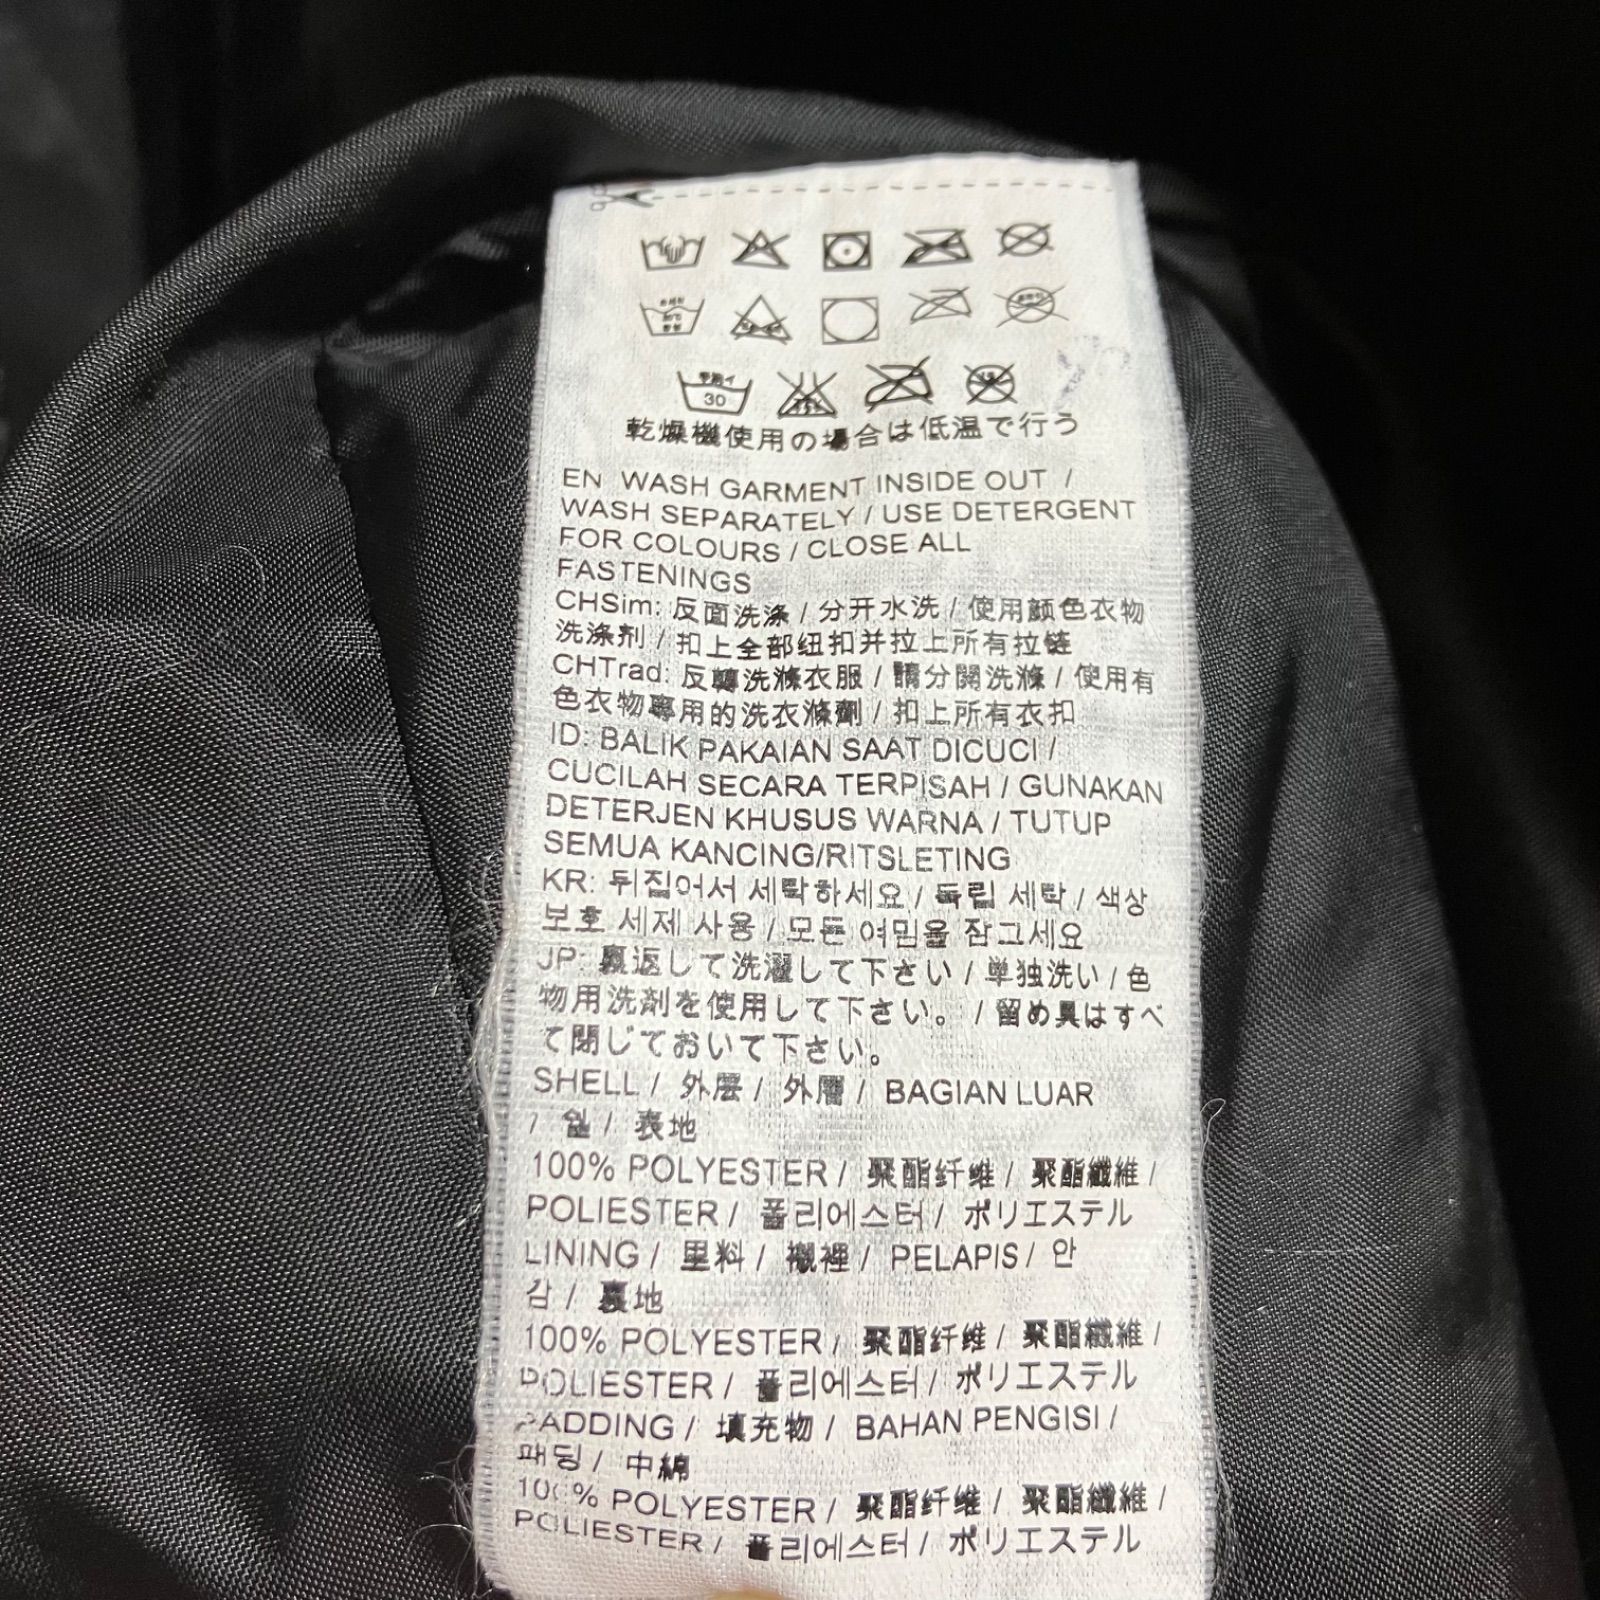 30
乾燥機使用の場合は低温で行う
EN WASH GARMENT INSIDE OUT /
WASH SEPARATELY / USE DETERGENT
FOR COLOURS / CLOSE ALL
FASTENINGS
CHSim: 反面洗涤 / 分开水洗 / 使用颜色衣物
洗涤剂 / 扣上全部纽扣并拉上所有拉链
CHTrad: 反轉洗滌衣服 / 請分開洗滌 / 使用有
色衣物專用的洗衣滌劑 / 扣上所有衣扣
ID: BALIK PAKAIAN SAAT DICUCI /
CUCILAH SECARA TERPISAH / GUNAKAN
DETERJEN KHUSUS WARNA / TUTUP
SEMUA KANCING/RITSLETING
KR: 뒤집어서 세탁하세요 / 독립 세탁 / 색상
보호 세제 사용 / 모든 여밈을 잠그세요
JP: 裏返して洗濯して下さい / 単独洗い / 色
物用洗剤を使用して下さい。 / 留め具はすべ
て閉じておいて下さい。
SHELL / 外层 / 外層 / BAGIAN LUAR
/ 쉘 / 表地
100% POLYESTER / 聚酯纤维 / 聚酯纖維 /
POLIESTER / 폴리에스터 / ポリエステル
LINING / 里料 / 襯裡 / PELAPIS / 안
감 / 裏地
100% POLYESTER / 聚酯纤维 / 聚酯纖維 /
POLIESTER / 폴리에스터 / ポリエステル
PADDING / 填充物 / BAHAN PENGISI /
패딩 / 中綿
100% POLYESTER / 聚酯纤维 / 聚酯纖維 /
POLIESTER / 폴리에스터 / ポリエステル